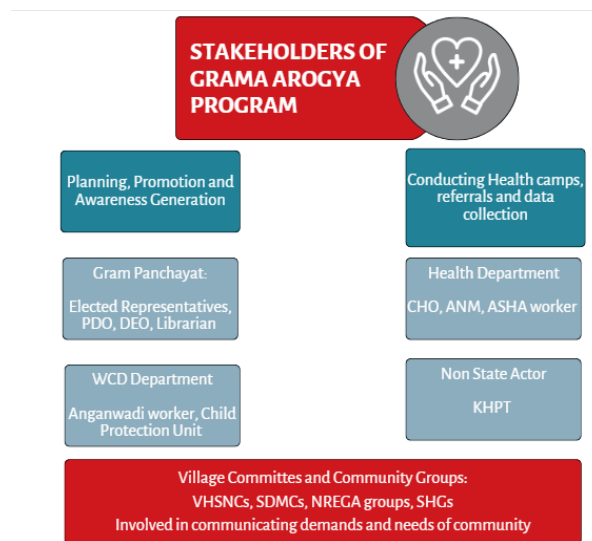 STAKEHOLDERS OF
GRAMA AROGYA
PROGRAM
Planning, Promotion and
Awareness Generation
Conducting Health camps,
referrals and data
collection
Gram Panchayat:
Elected Representatives,
PDO, DEO, Librarian
Health Department
CHO, ANM, ASHA worker
WCD Department
Anganwadi worker, Child
Protection Unit
Non State Actor
KHPT
Village Committe and Community Groups:
VHSNCs, SDMCs, NREGA groups, SHGs
Involved in communicating demands and needs of community